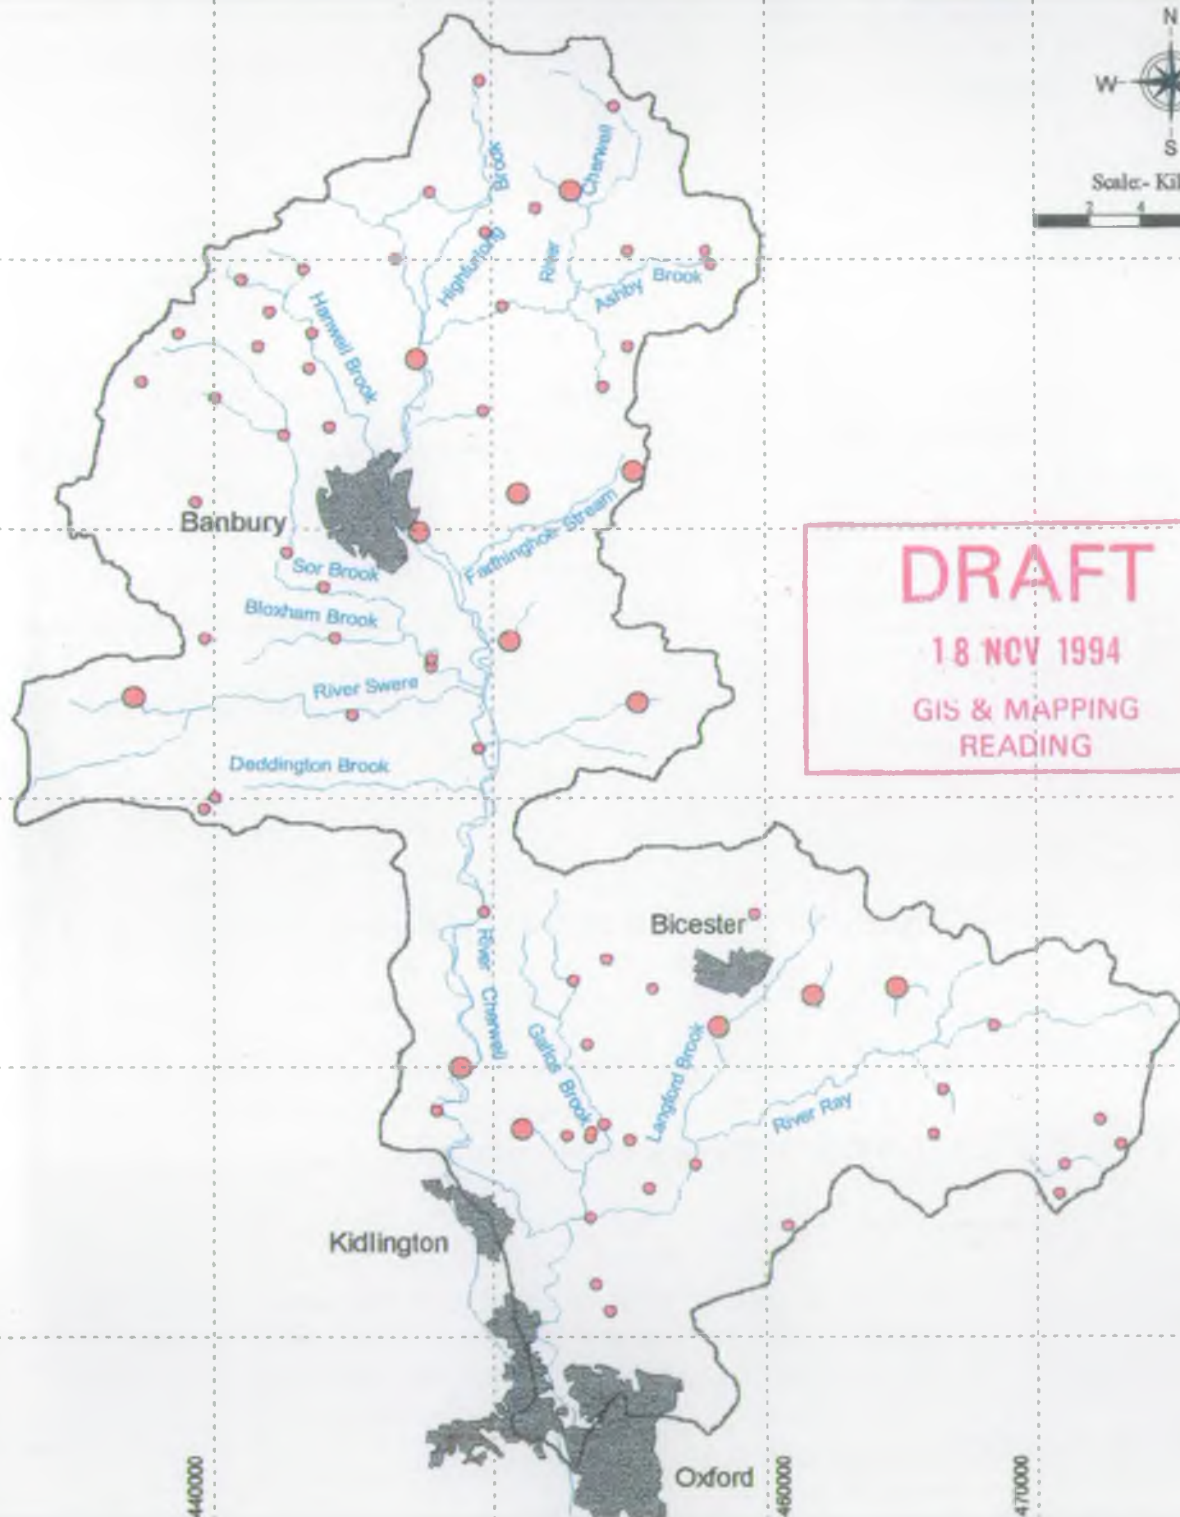 N
W
S
Scale:- Kil
2 4
Cherwell
Brook
Highfurlong
River
Ashby Brook
Hanwell Brook
Banbury
Farthinghoe Stream
Sor Brook
Bloxham Brook
River Swere
Deddington Brook
DRAFT
18 NOV 1994
GIS & MAPPING
READING
Bicester
River Cherwell
Gallos Brook
Langford Brook
River Ray
Kidlington
Oxford
440000
460000
470000